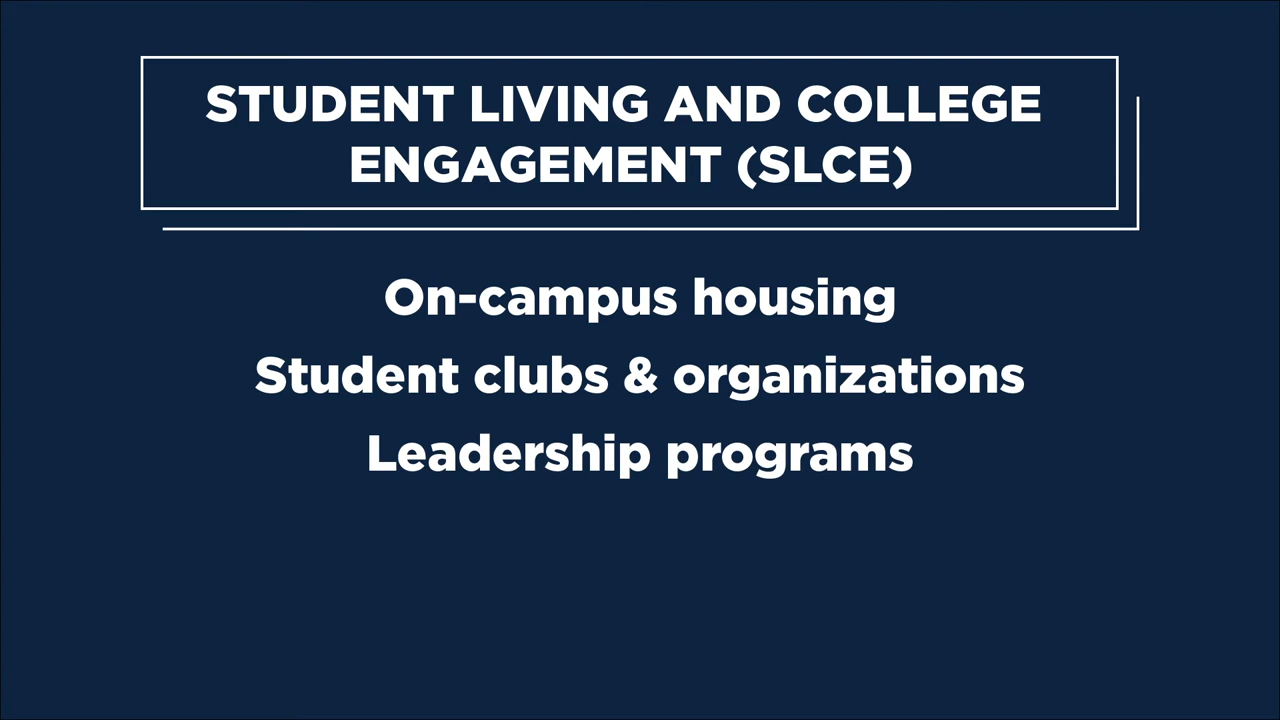 STUDENT LIVING AND COLLEGE
ENGAGEMENT (SLCE)
On-campus housing
Student clubs & organizations
Leadership programs